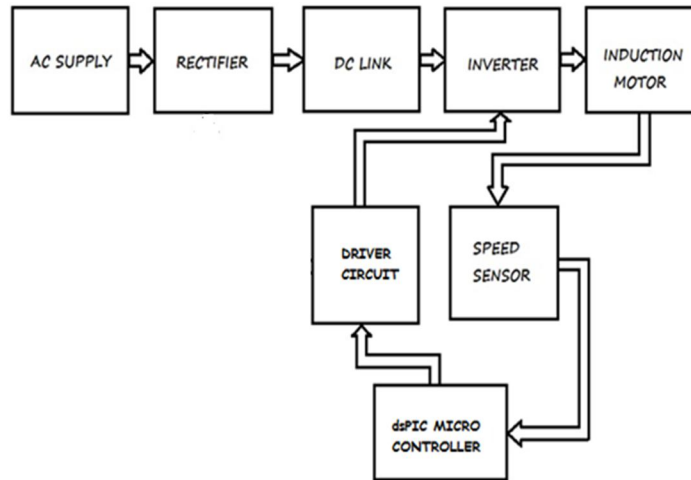 AC SUPPLY
RECTIFIER
DC LINK
INVERTER
INDUCTION
MOTOR
DRIVER
CIRCUIT
SPEED
SENSOR
dsPIC MICRO
CONTROLLER